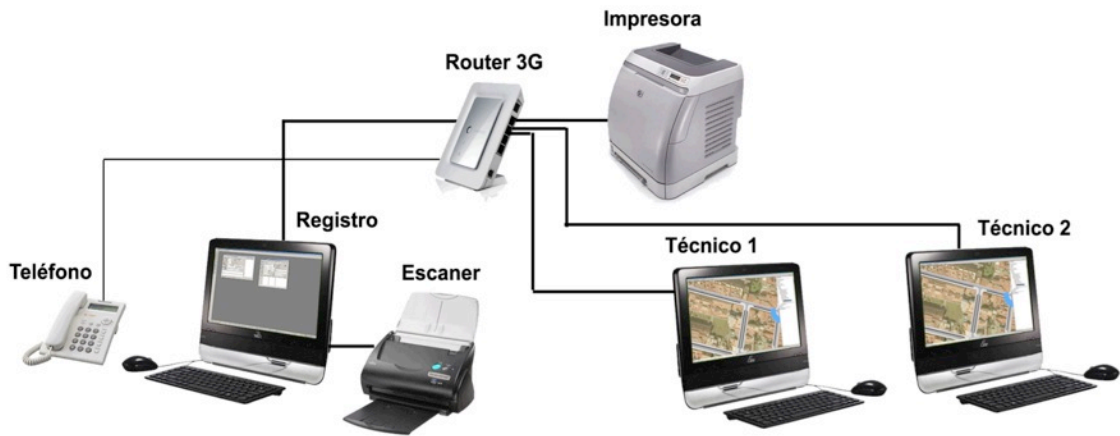 Impresora
Router 3G
Registro
Técnico 1
Técnico 2
Teléfono
Escaner